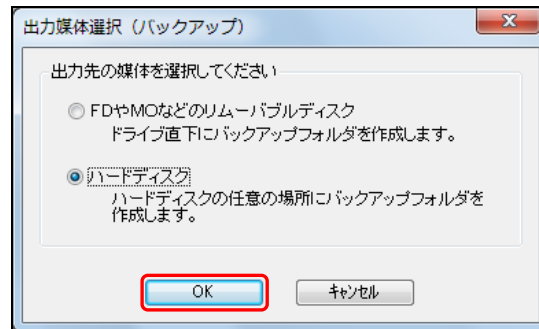 出力媒体選択（バックアップ）
出力先の媒体を選択してください
FDやMOなどのリムーバブルディスク
ドライブ直下にバックアップフォルダを作成します。
ハードディスク
ハードディスクの任意の場所にバックアップフォルダを
作成します。
OK
キャンセル